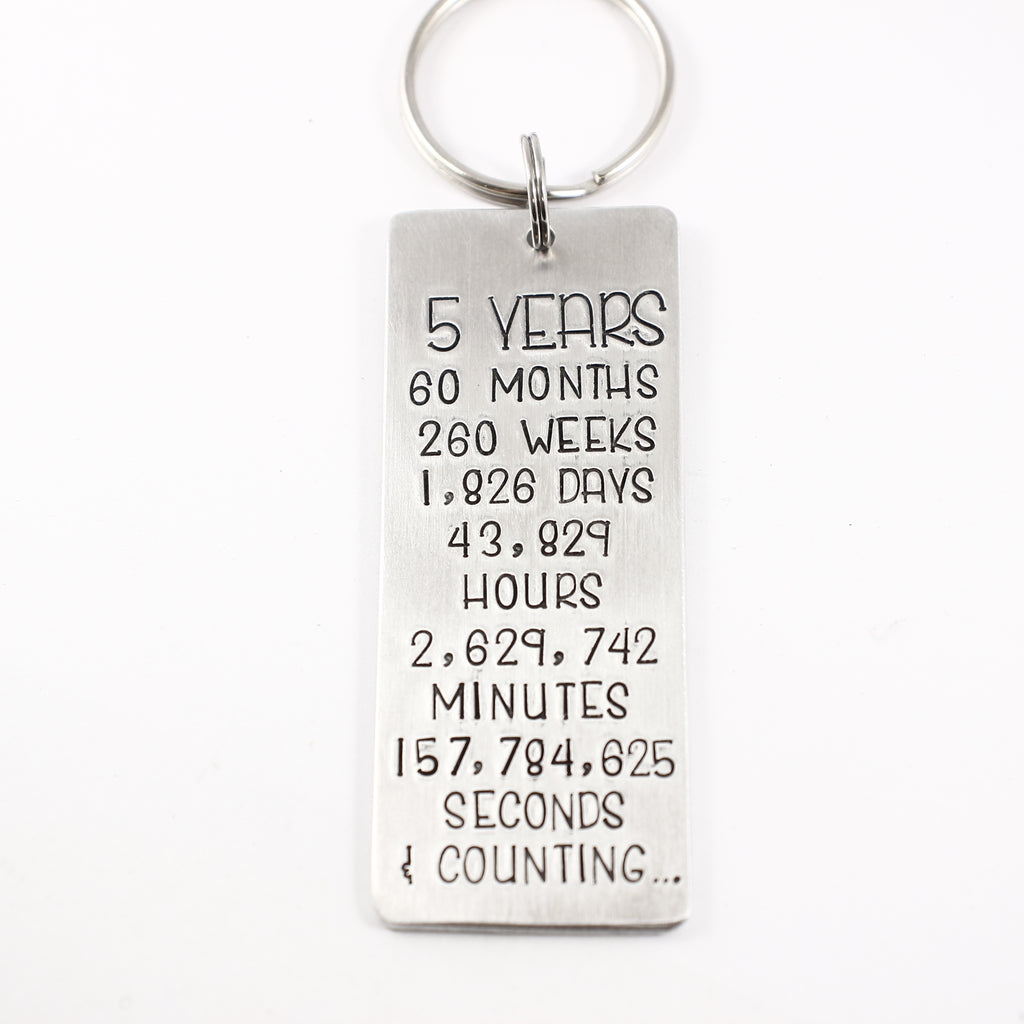 5 YEARS
60 MONTHS
260 WEEKS
1,826 DAYS
43,829
HOURS
2,629,742
MINUTES
157,784,625
SECONDS
& COUNTING...